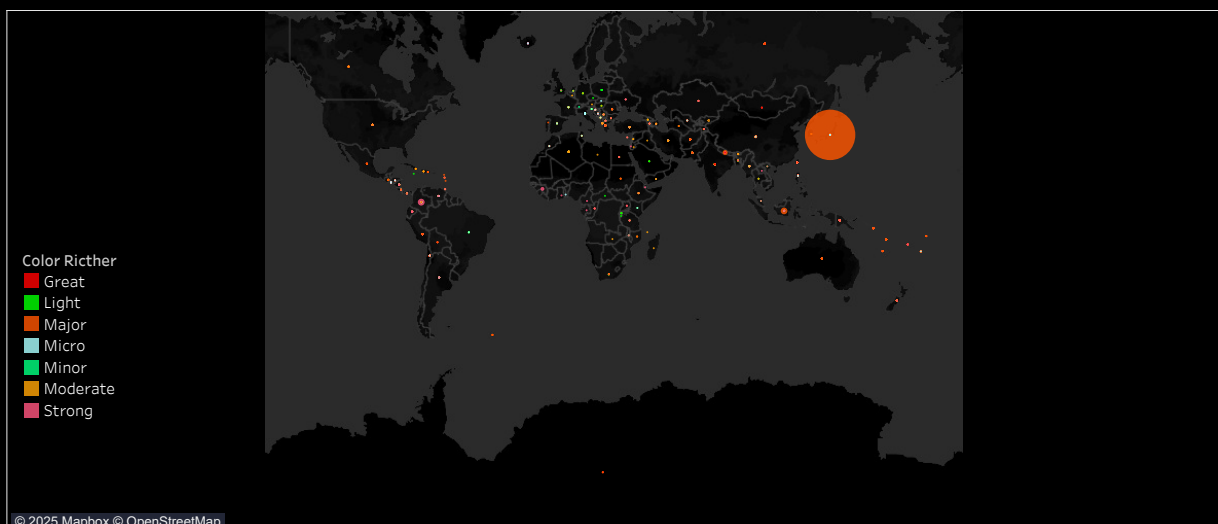 Color Ricther
Great
Light
Major
Micro
Minor
Moderate
Strong
© 2025 Mapbox © OpenStreetMap